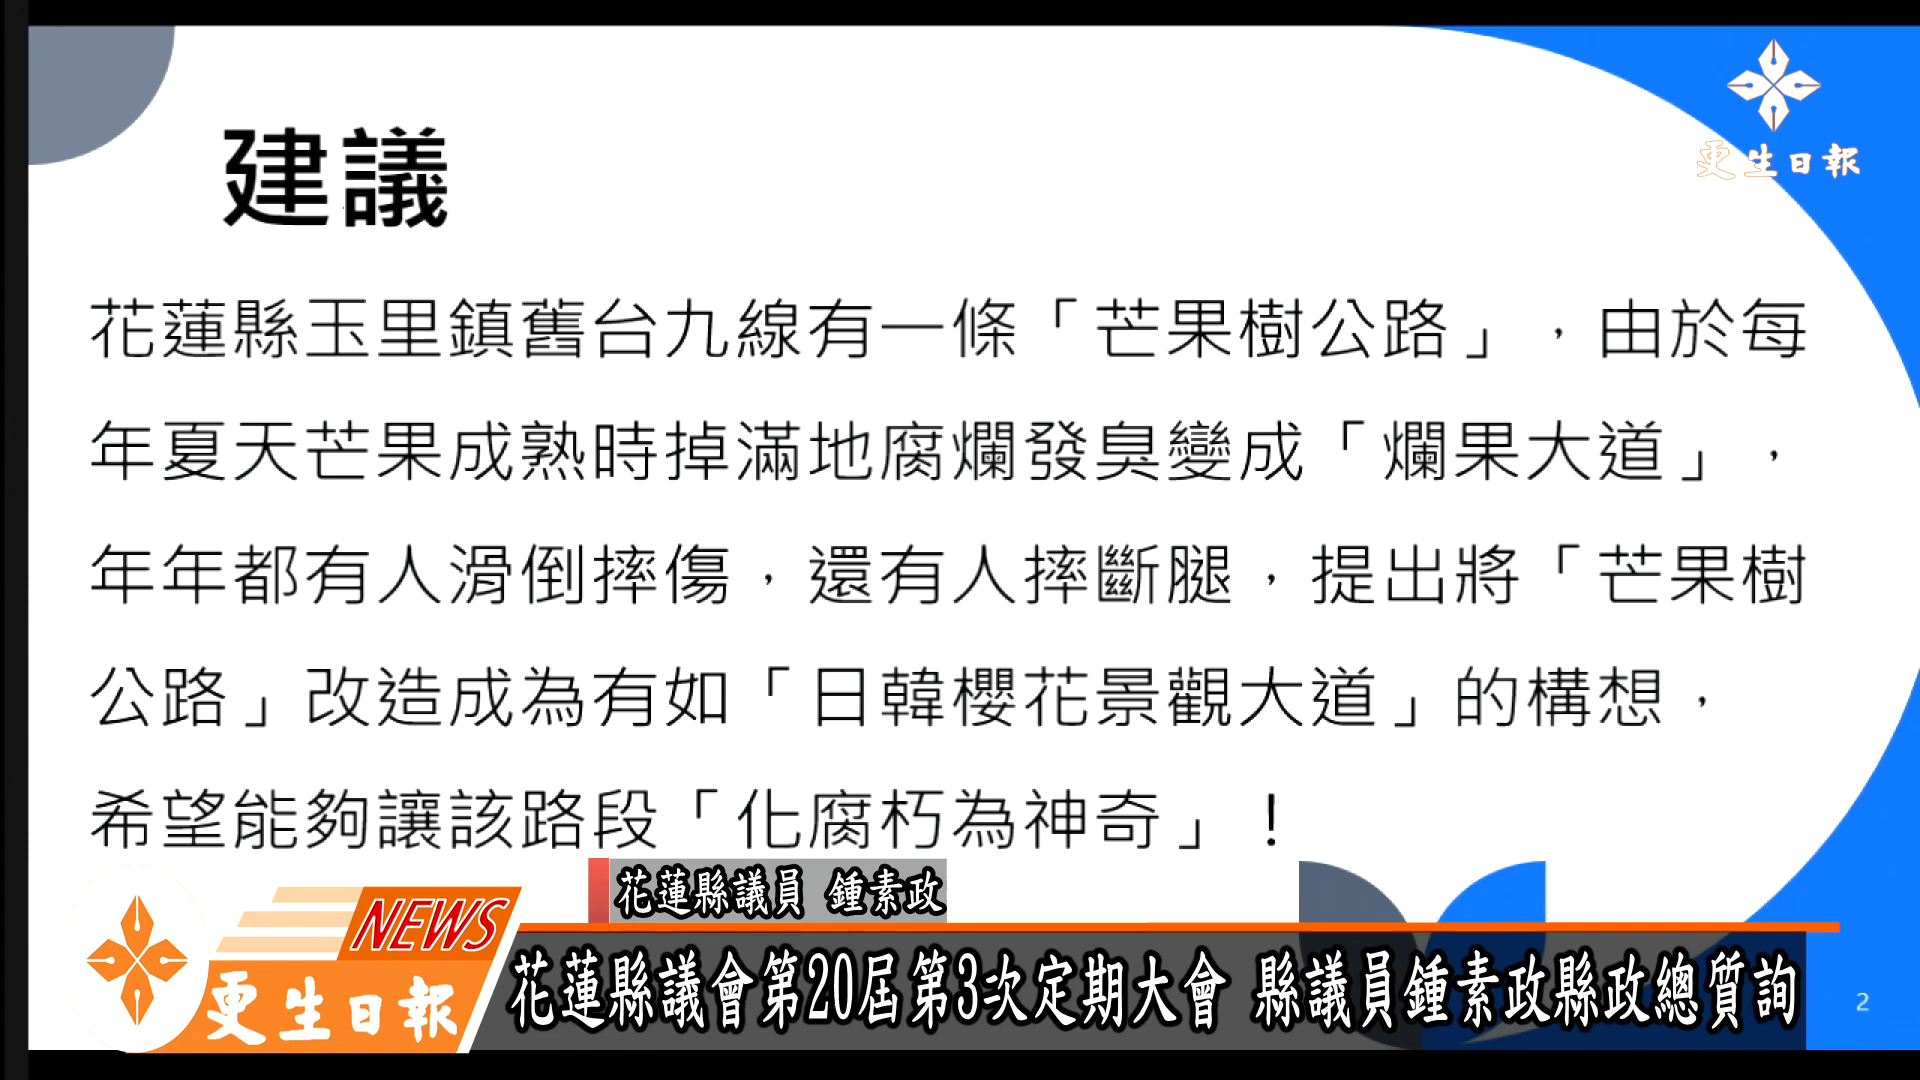 更生日報
建議
花蓮縣玉里鎮舊台九線有一條「芒果樹公路」，由於每
年夏天芒果成熟時掉滿地腐爛發臭變成「爛果大道」，
年年都有人滑倒摔傷，還有人摔斷腿，提出將「芒果樹
公路」改造成為有如「日韓櫻花景觀大道」的構想，
希望能夠讓該路段「化腐朽為神奇」！
花蓮縣議員 鍾素政
NEWS
更生日報
花蓮縣議會第20屆第3次定期大會 縣議員鍾素政縣政總質詢
2